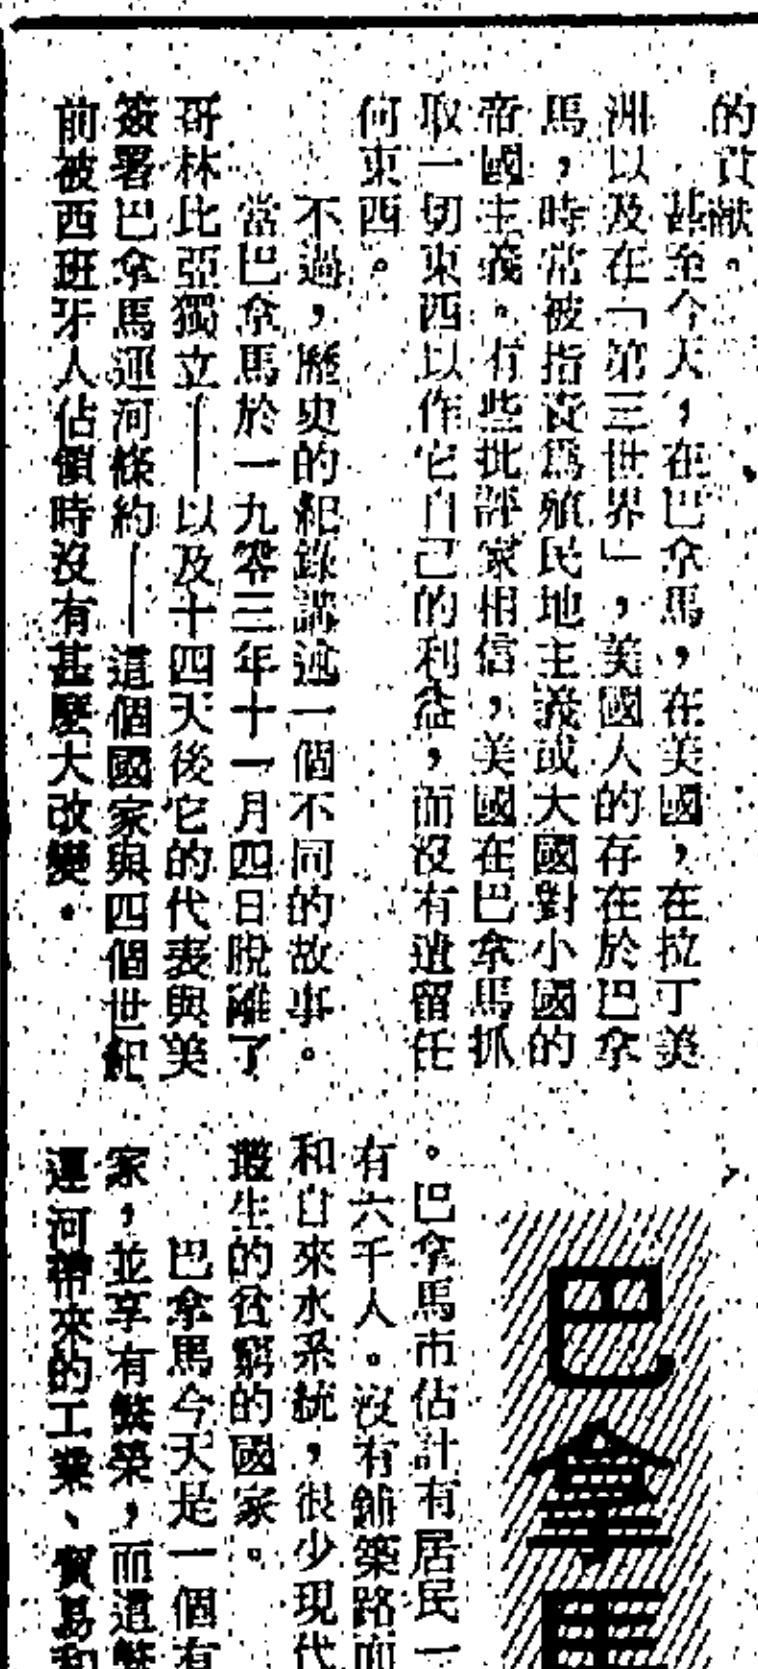 的貢献。
甚至今天，在巴拿馬，在美國，在拉丁美
洲以及在「第三世界」，美國人的存在於巴拿
馬，時常被指責爲殖民地主義或大國對小國的
帝國主義。有些批評家相信，美國在巴拿馬抓
取一切東西以作它自己的利益，而沒有遺留任
何東西。
不過，歷史的紀錄講述一個不同的故事。
當巴拿馬於一九零三年十一月四日脫離了
哥林比亞獨立——以及十四天後它的代表與美
簽署巴拿馬運河條約——這個國家與四個世紀
前被西班牙人佔領時沒有甚麼大改變。
巴拿馬
。巴拿馬市佔計有居民一
有六千人。沒有鋪築路面
和自來水系統，很少現代
叢生的貧窮的國家。
巴拿馬今天是一個有
家，並享有繁榮，而這繁
運河帶來的工業、貿易和